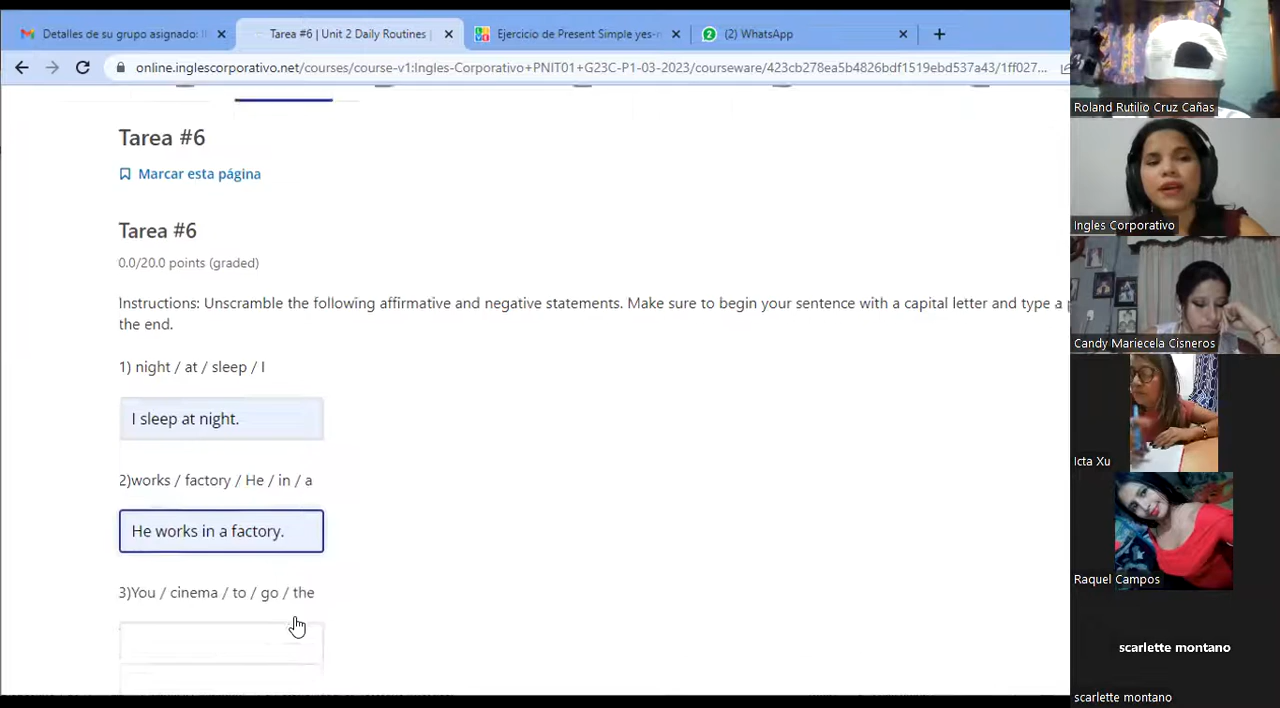 Detalles de su grupo asignado: I
Tarea #6 | Unit 2 Daily Routines |
Ejercicio de Present Simple yes-n
(2) WhatsApp
online.inglescorporativo.net/courses/course-v1:Ingles-Corporativo+PNIT01+G23C-P1-03-2023/courseware/423cb278ea5b4826bdf1519ebd537a43/1ff027...
Tarea #6
Marcar esta página
Tarea #6
0.0/20.0 points (graded)
Instructions: Unscramble the following affirmative and negative statements. Make sure to begin your sentence with a capital letter and type a p
the end.
1) night / at / sleep / I
I sleep at night.
2)works / factory / He / in / a
He works in a factory.
3)You / cinema / to / go / the
Roland Rutilio Cruz Cañas
Ingles Corporativo
Candy Mariecela Cisneros
Icta Xu
Raquel Campos
scarlette montano
scarlette montano